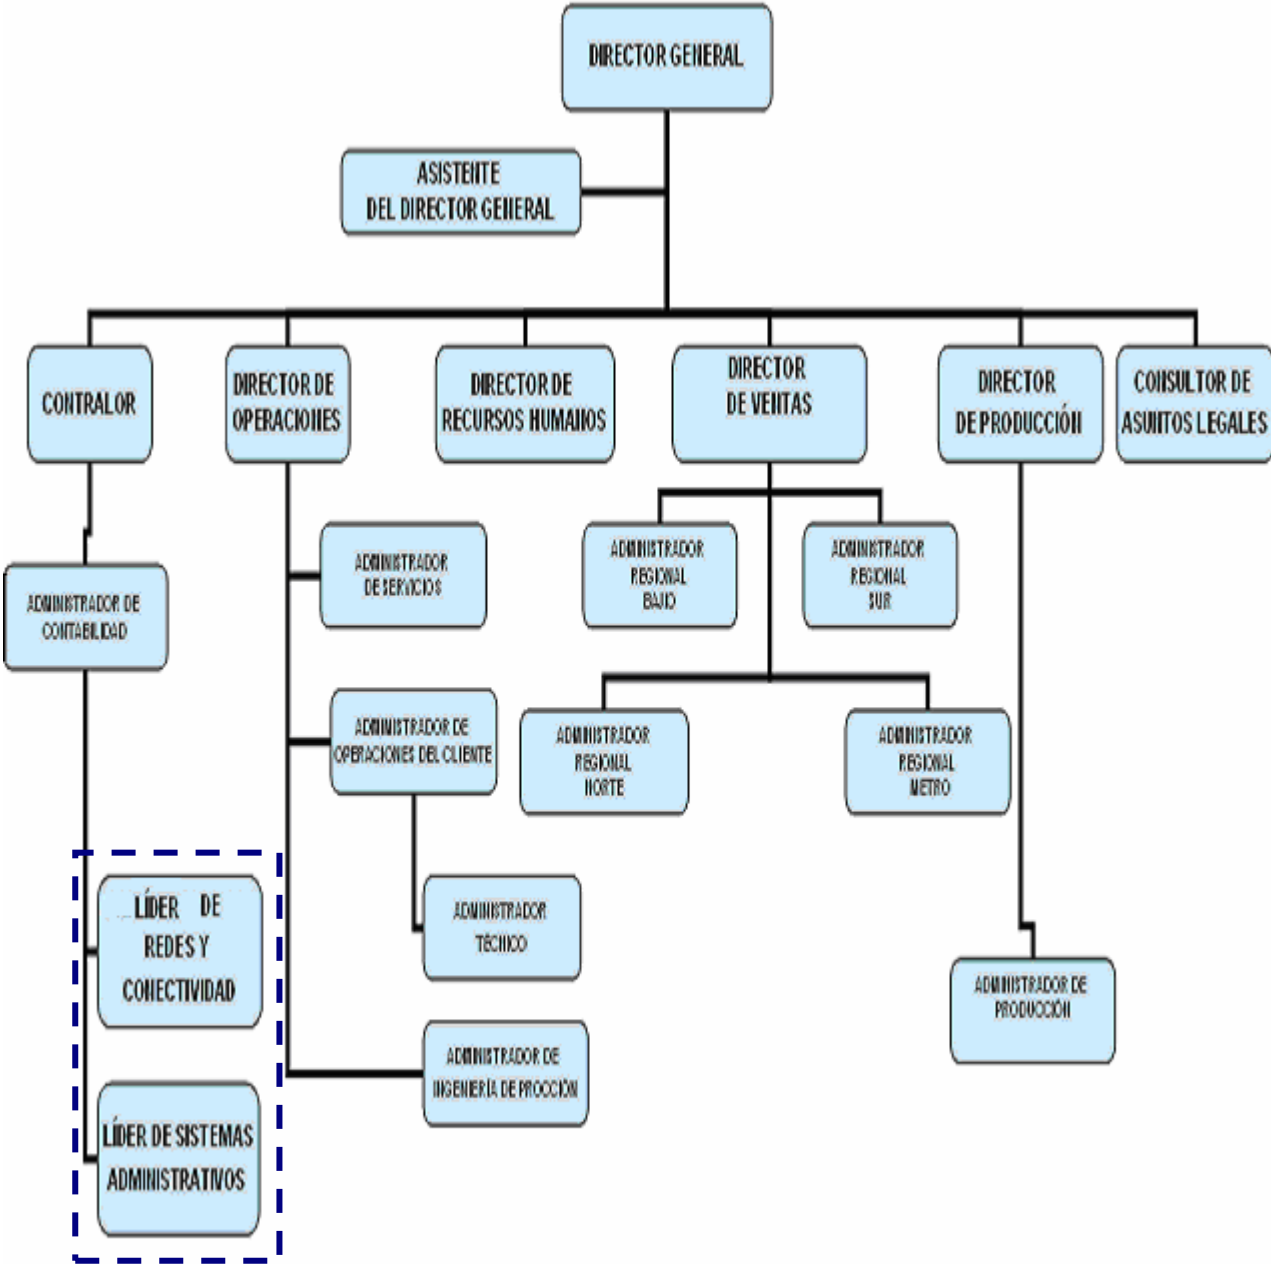 DIRECTOR GENERAL
ASISTENTE
DEL DIRECTOR GENERAL
CONTRALOR
DIRECTOR DE
OPERACIONES
DIRECTOR DE
RECURSOS HUMANOS
DIRECTOR
DE VENTAS
DIRECTOR
DE PRODUCCIÓN
CONSULTOR DE
ASUNTOS LEGALES
ADMINISTRADOR DE
CONTABILIDAD
ADMINISTRADOR
DE SERVICIOS
ADMINISTRADOR
REGIONAL
BAJIO
ADMINISTRADOR
REGIONAL
SUR
ADMINISTRADOR DE
OPERACIONES DEL CLIENTE
ADMINISTRADOR
REGIONAL
NORTE
ADMINISTRADOR
REGIONAL
METRO
LÍDER DE
REDES Y
CONECTIVIDAD
ADMINISTRADOR
TÉCNICO
ADMINISTRADOR DE
PRODUCCIÓN
ADMINISTRADOR DE
INGENIERÍA DE PROCCIÓN
LÍDER DE SISTEMAS
ADMINISTRATIVOS